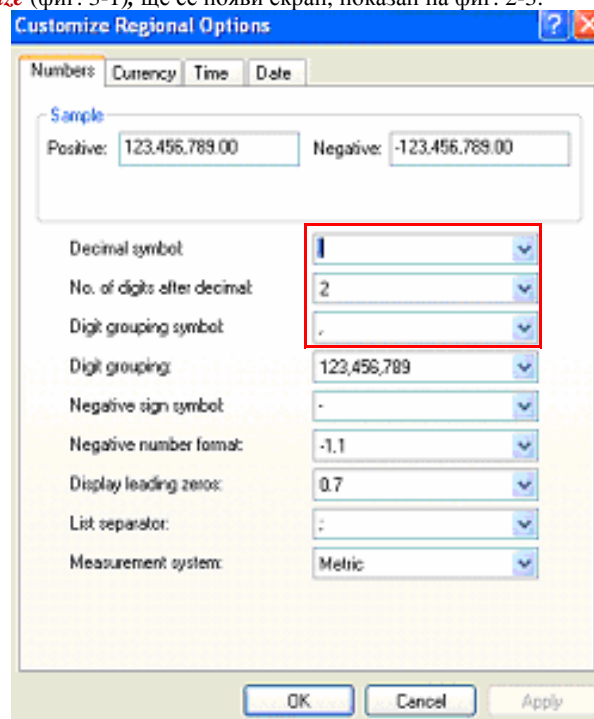 ize (фиг. 3-1), ще се появи екран, показан на фиг. 2-3.
Customize Regional Options
Numbers Currency Time Date
Sample
Positive: 123,456,789.00 Negative: -123,456,789.00
Decimal symbol:
No. of digits after decimal: 2
Digit grouping symbol: ,
Digit grouping: 123,456,789
Negative sign symbol: -
Negative number format: -1.1
Display leading zeros: 0.7
List separator: ;
Measurement system: Metric
OK Cancel Apply